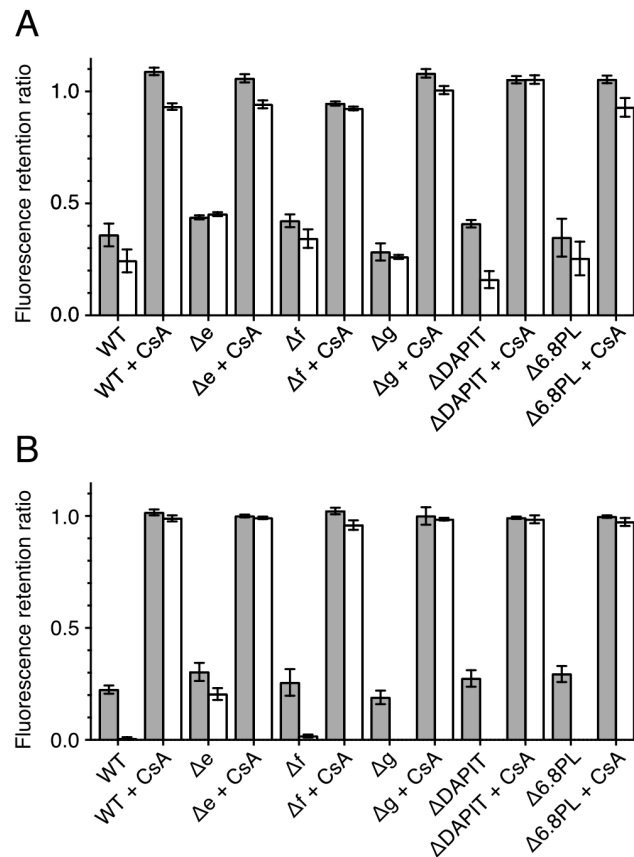 A
Fluorescence retention ratio
1.0
0.5
0.0
WT
WT + CsA
Δe
Δe + CsA
Δf
Δf + CsA
Δg
Δg + CsA
ΔDAPIT
ΔDAPIT + CsA
Δ6.8PL
Δ6.8PL + CsA
B
Fluorescence retention ratio
1.0
0.5
0.0
WT
WT + CsA
Δe
Δe + CsA
Δf
Δf + CsA
Δg
Δg + CsA
ΔDAPIT
ΔDAPIT + CsA
Δ6.8PL
Δ6.8PL + CsA